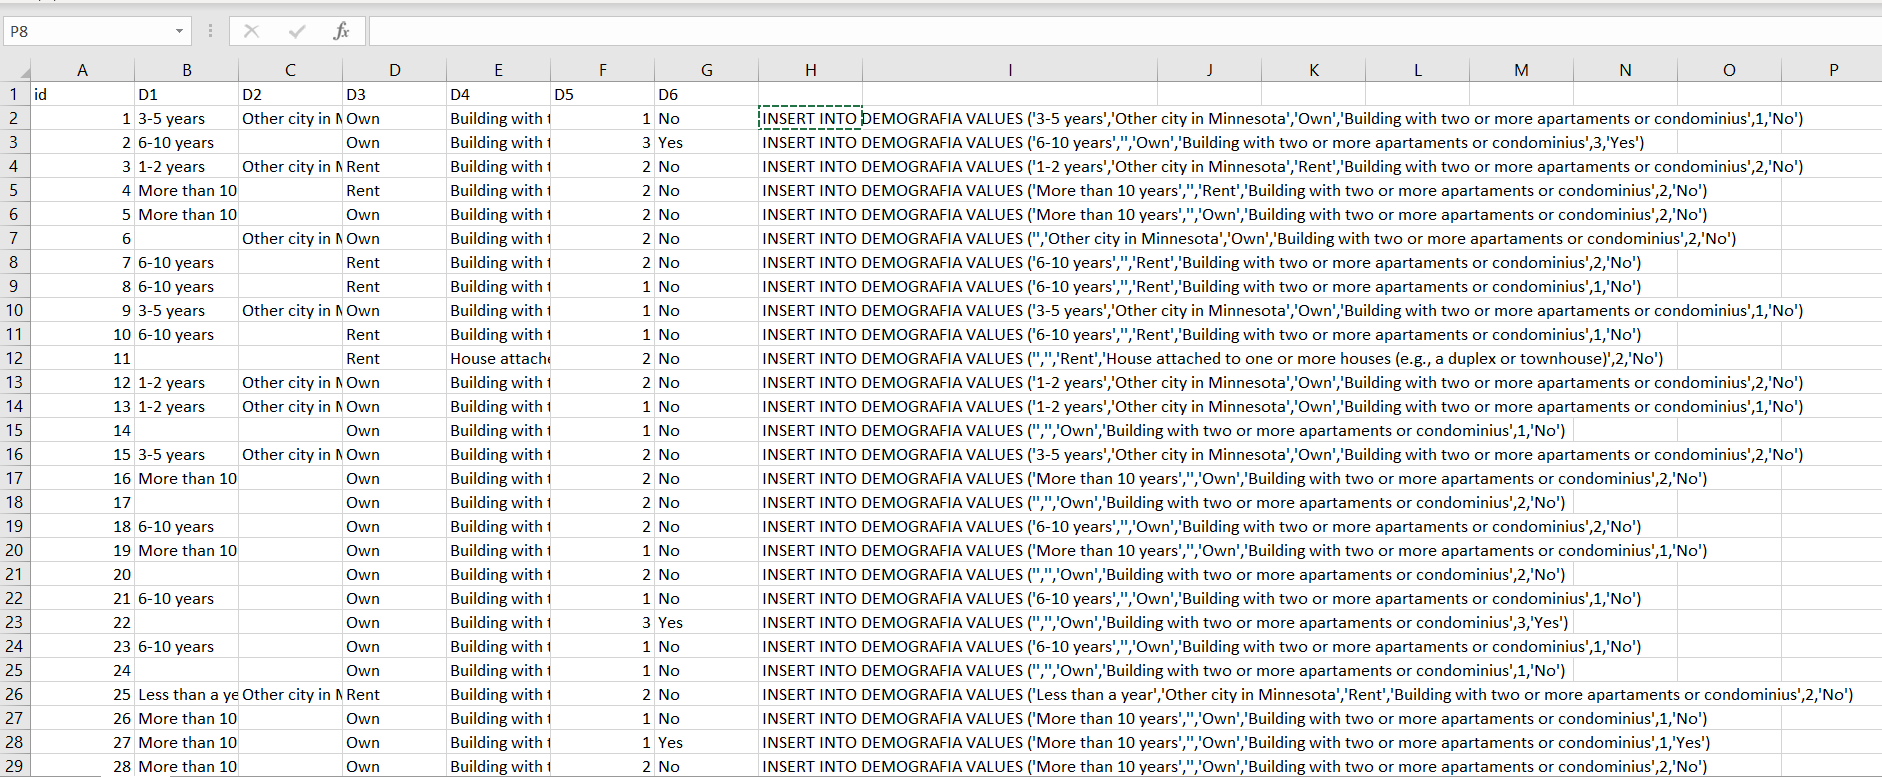 P8 fx
A B C D E F G H I J K L M N O P
1 id D1 D2 D3 D4 D5 D6
2 1 3-5 years Other city in M Own Building with t 1 No INSERT INTO DEMOGRAFIA VALUES ('3-5 years','Other city in Minnesota','Own','Building with two or more apartaments or condominius',1,'No')
3 2 6-10 years Own Building with t 3 Yes INSERT INTO DEMOGRAFIA VALUES ('6-10 years','','Own','Building with two or more apartaments or condominius',3,'Yes')
4 3 1-2 years Other city in M Rent Building with t 2 No INSERT INTO DEMOGRAFIA VALUES ('1-2 years','Other city in Minnesota','Rent','Building with two or more apartaments or condominius',2,'No')
5 4 More than 10 Rent Building with t 2 No INSERT INTO DEMOGRAFIA VALUES ('More than 10 years','','Rent','Building with two or more apartaments or condominius',2,'No')
6 5 More than 10 Own Building with t 2 No INSERT INTO DEMOGRAFIA VALUES ('More than 10 years','','Own','Building with two or more apartaments or condominius',2,'No')
7 6 Other city in M Own Building with t 2 No INSERT INTO DEMOGRAFIA VALUES ('','Other city in Minnesota','Own','Building with two or more apartaments or condominius',2,'No')
8 7 6-10 years Rent Building with t 2 No INSERT INTO DEMOGRAFIA VALUES ('6-10 years','','Rent','Building with two or more apartaments or condominius',2,'No')
9 8 6-10 years Rent Building with t 1 No INSERT INTO DEMOGRAFIA VALUES ('6-10 years','','Rent','Building with two or more apartaments or condominius',1,'No')
10 9 3-5 years Other city in M Own Building with t 1 No INSERT INTO DEMOGRAFIA VALUES ('3-5 years','Other city in Minnesota','Own','Building with two or more apartaments or condominius',1,'No')
11 10 6-10 years Rent Building with t 1 No INSERT INTO DEMOGRAFIA VALUES ('6-10 years','','Rent','Building with two or more apartaments or condominius',1,'No')
12 11 Rent House attache 2 No INSERT INTO DEMOGRAFIA VALUES ('','','Rent','House attached to one or more houses (e.g., a duplex or townhouse)',2,'No')
13 12 1-2 years Other city in M Own Building with t 2 No INSERT INTO DEMOGRAFIA VALUES ('1-2 years','Other city in Minnesota','Own','Building with two or more apartaments or condominius',2,'No')
14 13 1-2 years Other city in M Own Building with t 1 No INSERT INTO DEMOGRAFIA VALUES ('1-2 years','Other city in Minnesota','Own','Building with two or more apartaments or condominius',1,'No')
15 14 Own Building with t 1 No INSERT INTO DEMOGRAFIA VALUES ('','','Own','Building with two or more apartaments or condominius',1,'No')
16 15 3-5 years Other city in M Own Building with t 2 No INSERT INTO DEMOGRAFIA VALUES ('3-5 years','Other city in Minnesota','Own','Building with two or more apartaments or condominius',2,'No')
17 16 More than 10 Own Building with t 2 No INSERT INTO DEMOGRAFIA VALUES ('More than 10 years','','Own','Building with two or more apartaments or condominius',2,'No')
18 17 Own Building with t 2 No INSERT INTO DEMOGRAFIA VALUES ('','','Own','Building with two or more apartaments or condominius',2,'No')
19 18 6-10 years Own Building with t 2 No INSERT INTO DEMOGRAFIA VALUES ('6-10 years','','Own','Building with two or more apartaments or condominius',2,'No')
20 19 More than 10 Own Building with t 1 No INSERT INTO DEMOGRAFIA VALUES ('More than 10 years','','Own','Building with two or more apartaments or condominius',1,'No')
21 20 Own Building with t 2 No INSERT INTO DEMOGRAFIA VALUES ('','','Own','Building with two or more apartaments or condominius',2,'No')
22 21 6-10 years Own Building with t 1 No INSERT INTO DEMOGRAFIA VALUES ('6-10 years','','Own','Building with two or more apartaments or condominius',1,'No')
23 22 Own Building with t 3 Yes INSERT INTO DEMOGRAFIA VALUES ('','','Own','Building with two or more apartaments or condominius',3,'Yes')
24 23 6-10 years Own Building with t 1 No INSERT INTO DEMOGRAFIA VALUES ('6-10 years','','Own','Building with two or more apartaments or condominius',1,'No')
25 24 Own Building with t 1 No INSERT INTO DEMOGRAFIA VALUES ('','','Own','Building with two or more apartaments or condominius',1,'No')
26 25 Less than a ye Other city in M Rent Building with t 2 No INSERT INTO DEMOGRAFIA VALUES ('Less than a year','Other city in Minnesota','Rent','Building with two or more apartaments or condominius',2,'No')
27 26 More than 10 Own Building with t 1 No INSERT INTO DEMOGRAFIA VALUES ('More than 10 years','','Own','Building with two or more apartaments or condominius',1,'No')
28 27 More than 10 Own Building with t 1 Yes INSERT INTO DEMOGRAFIA VALUES ('More than 10 years','','Own','Building with two or more apartaments or condominius',1,'Yes')
29 28 More than 10 Own Building with t 2 No INSERT INTO DEMOGRAFIA VALUES ('More than 10 years','','Own','Building with two or more apartaments or condominius',2,'No')